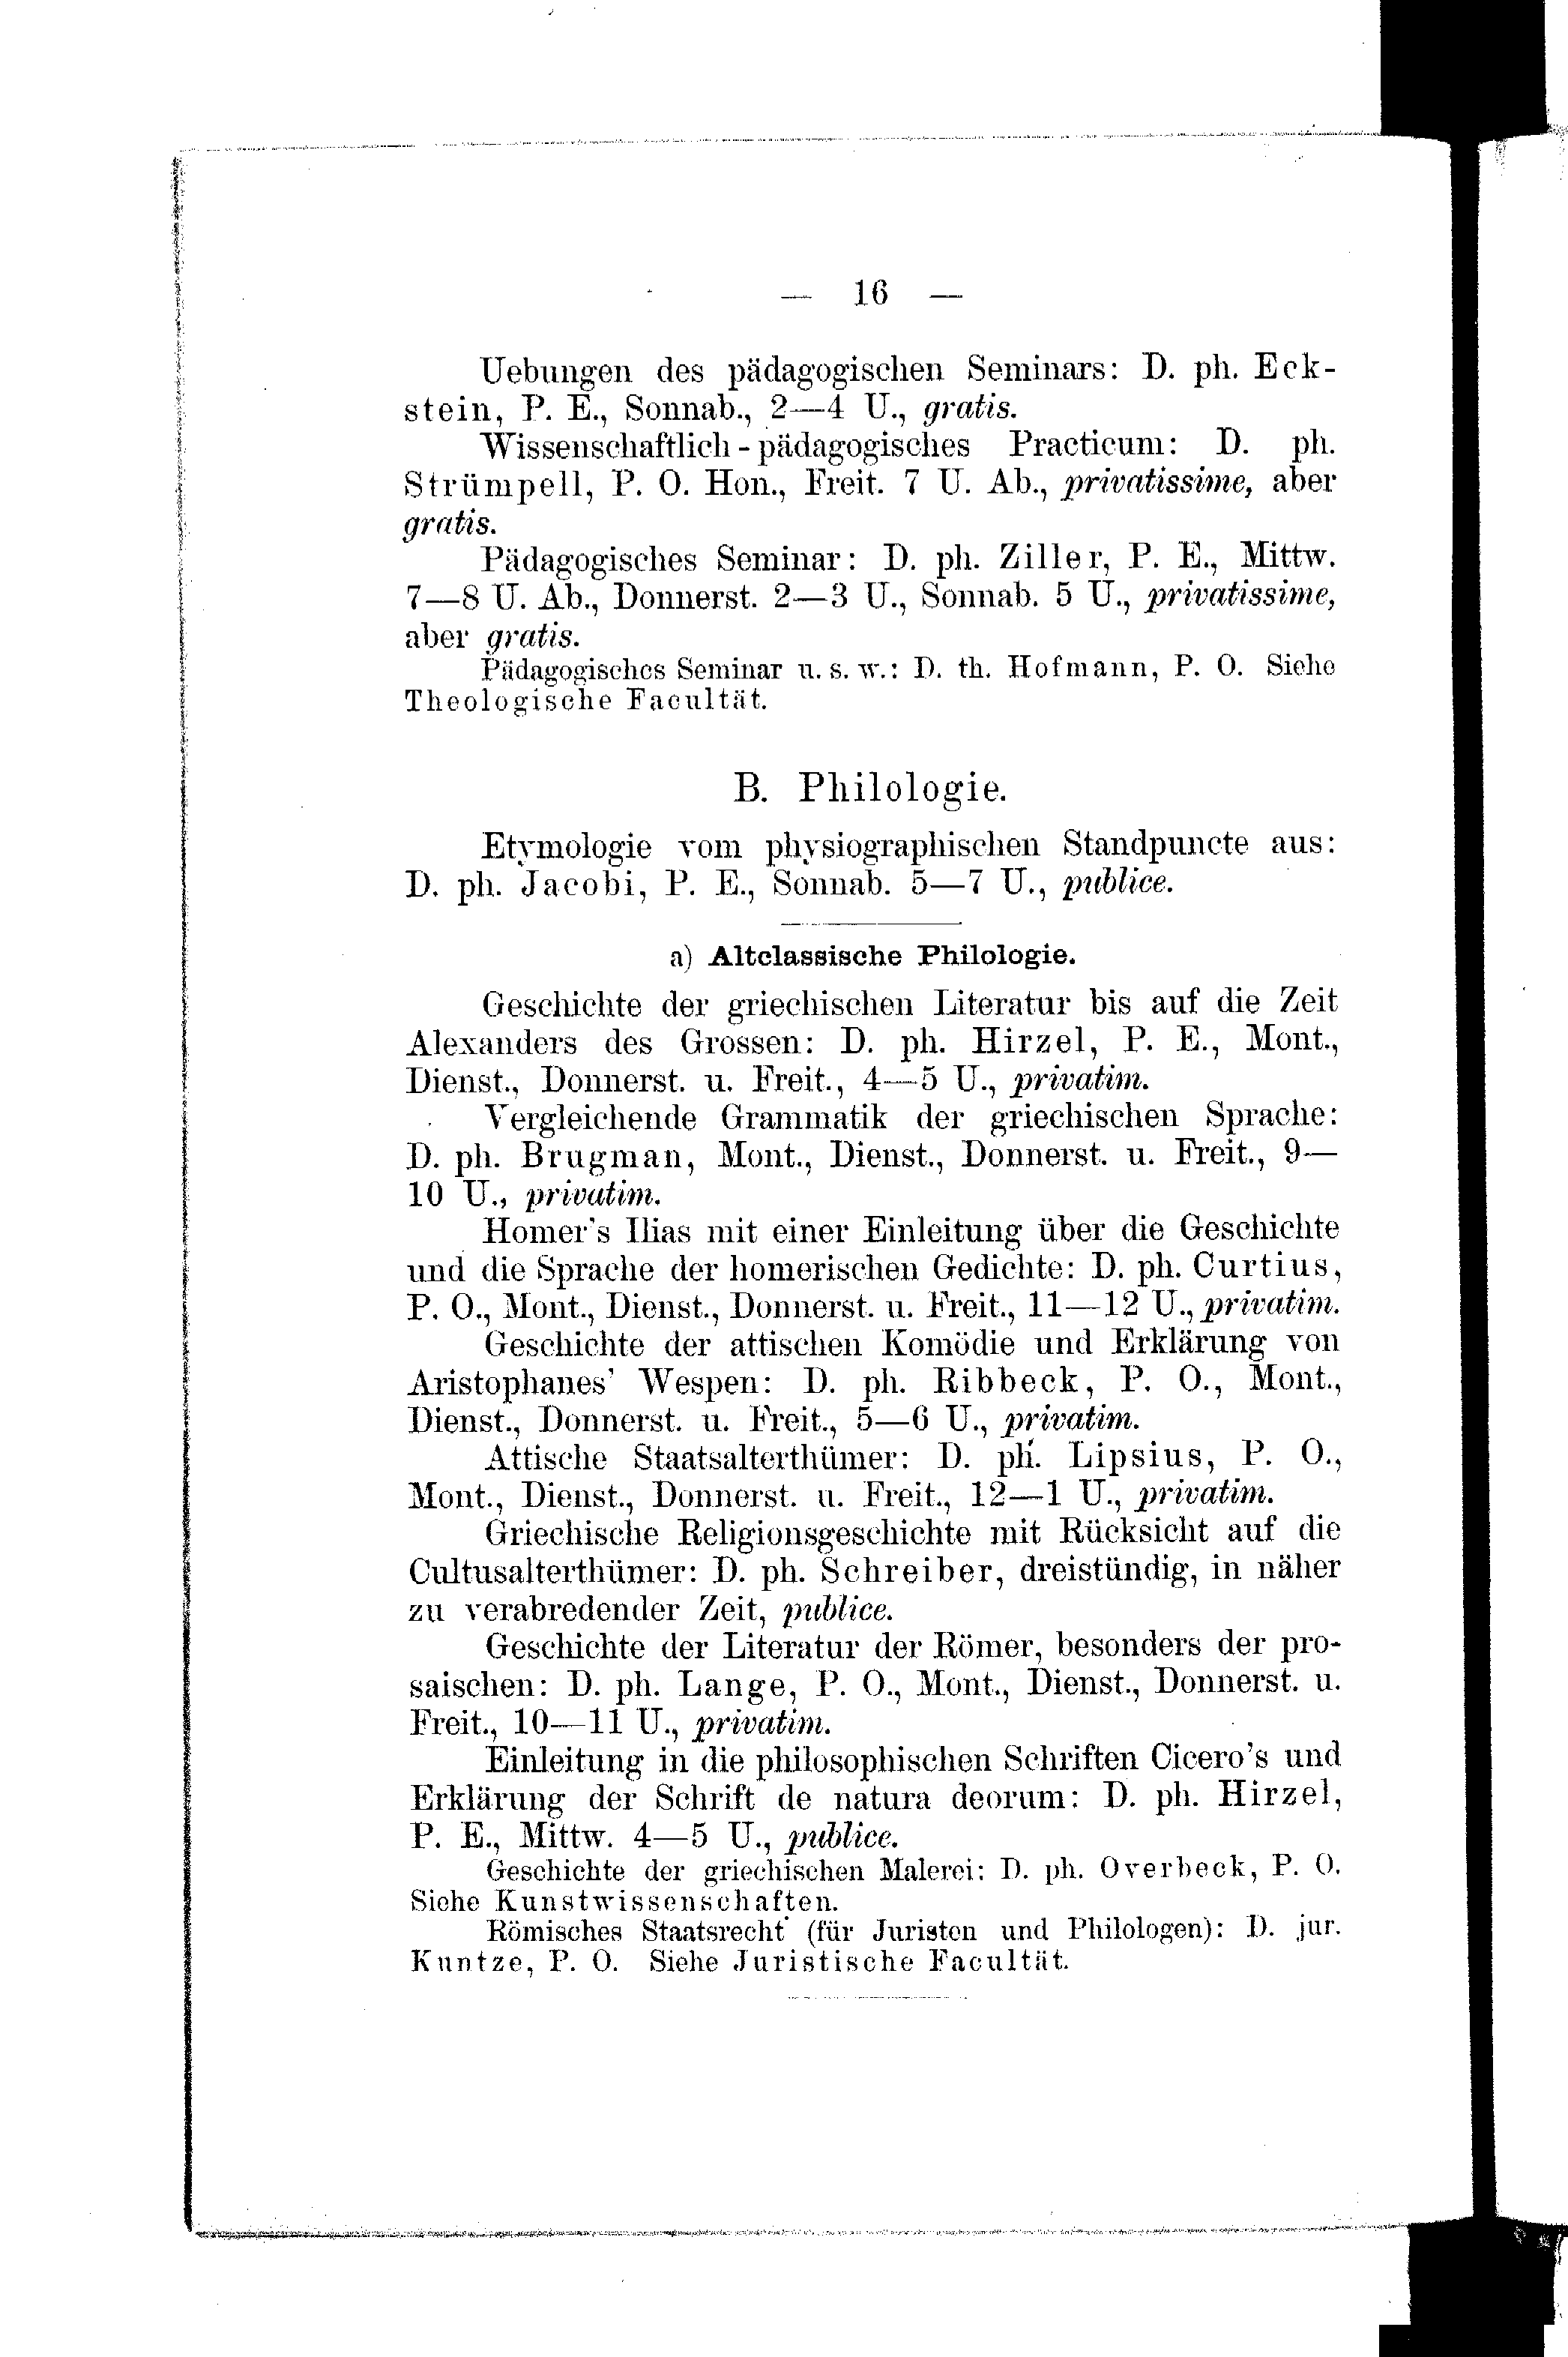 — 16 —
Uebungen des pädagogischen Seminars: D. ph. Eck-
stein, P. E., Sonnab., 2—4 U., gratis.
Wissenschaftlich-pädagogisches Practicum: D. ph.
Strümpell, P. O. Hon., Freit. 7 U. Ab., privatissime, aber
gratis.
Pädagogisches Seminar: D. ph. Ziller, P. E., Mittw.
7—8 U. Ab., Donnerst. 2—3 U., Sonnab. 5 U., privatissime,
aber gratis.
Pädagogisches Seminar u. s. w.: D. th. Hofmann, P. O. Siehe
Theologische Facultät.
B. Philologie.
Etymologie vom physiographischen Standpuncte aus:
D. ph. Jacobi, P. E., Sonnab. 5—7 U., publice.
a) Altclassische Philologie.
Geschichte der griechischen Literatur bis auf die Zeit
Alexanders des Grossen: D. ph. Hirzel, P. E., Mont.,
Dienst., Donnerst. u. Freit., 4—5 U., privatim.
Vergleichende Grammatik der griechischen Sprache:
D. ph. Brugman, Mont., Dienst., Donnerst. u. Freit., 9—
10 U., privatim.
Homer's Ilias mit einer Einleitung über die Geschichte
und die Sprache der homerischen Gedichte: D. ph. Curtius,
P. O., Mont., Dienst., Donnerst. u. Freit., 11—12 U., privatim.
Geschichte der attischen Komödie und Erklärung von
Aristophanes' Wespen: D. ph. Ribbeck, P. O., Mont.,
Dienst., Donnerst. u. Freit., 5—6 U., privatim.
Attische Staatsalterthümer: D. ph. Lipsius, P. O.,
Mont., Dienst., Donnerst. u. Freit., 12—1 U., privatim.
Griechische Religionsgeschichte mit Rücksicht auf die
Cultusalterthümer: D. ph. Schreiber, dreistündig, in näher
zu verabredender Zeit, publice.
Geschichte der Literatur der Römer, besonders der pro-
saischen: D. ph. Lange, P. O., Mont., Dienst., Donnerst. u.
Freit., 10—11 U., privatim.
Einleitung in die philosophischen Schriften Cicero's und
Erklärung der Schrift de natura deorum: D. ph. Hirzel,
P. E., Mittw. 4—5 U., publice.
Geschichte der griechischen Malerei: D. ph. Overbeck, P. O.
Siehe Kunstwissenschaften.
Römisches Staatsrecht (für Juristen und Philologen): D. jur.
Kuntze, P. O. Siehe Juristische Facultät.